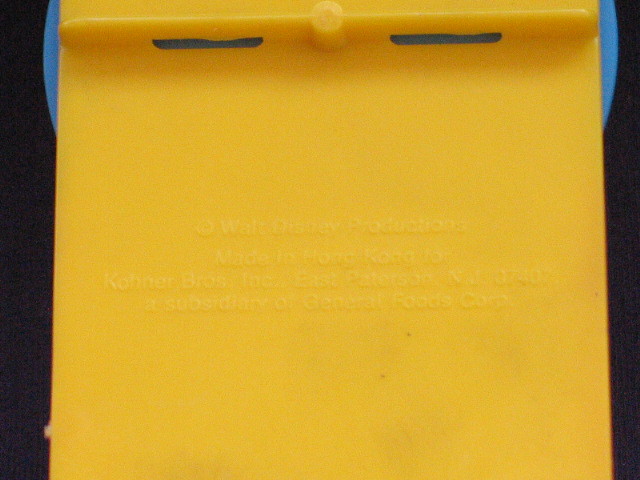 © Walt Disney Productions
Made in Hong Kong for
Kohner Bros. Inc., East Paterson, N.J. 07407,
a subsidiary of General Foods Corp.